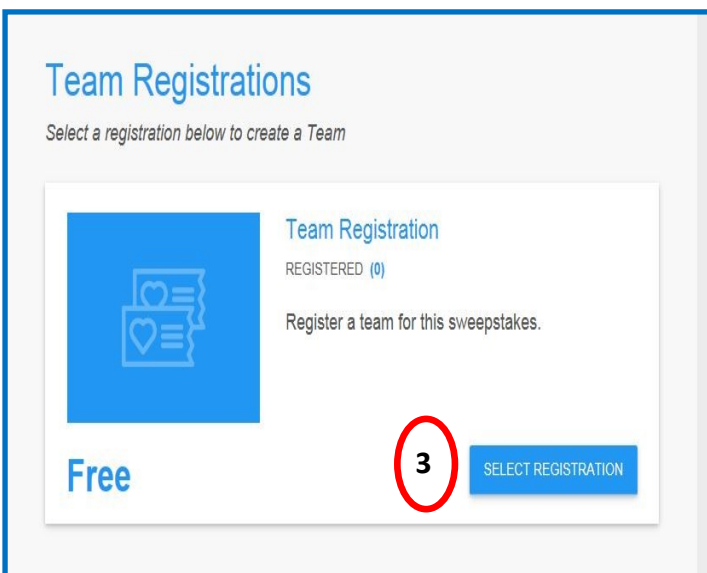 Team Registrations
Select a registration below to create a Team
Team Registration
REGISTERED (0)
Register a team for this sweepstakes.
Free
3
SELECT REGISTRATION